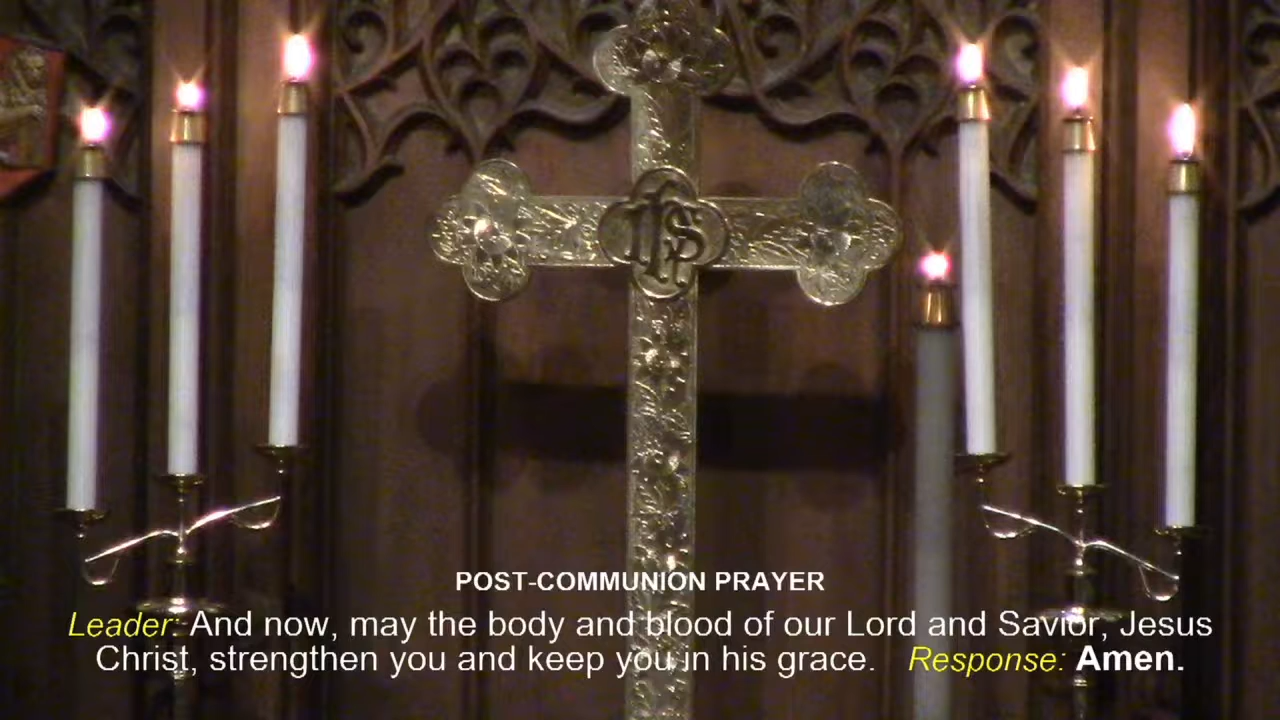 IHS
POST-COMMUNION PRAYER
Leader: And now, may the body and blood of our Lord and Savior, Jesus
Christ, strengthen you and keep you in his grace. Response: Amen.